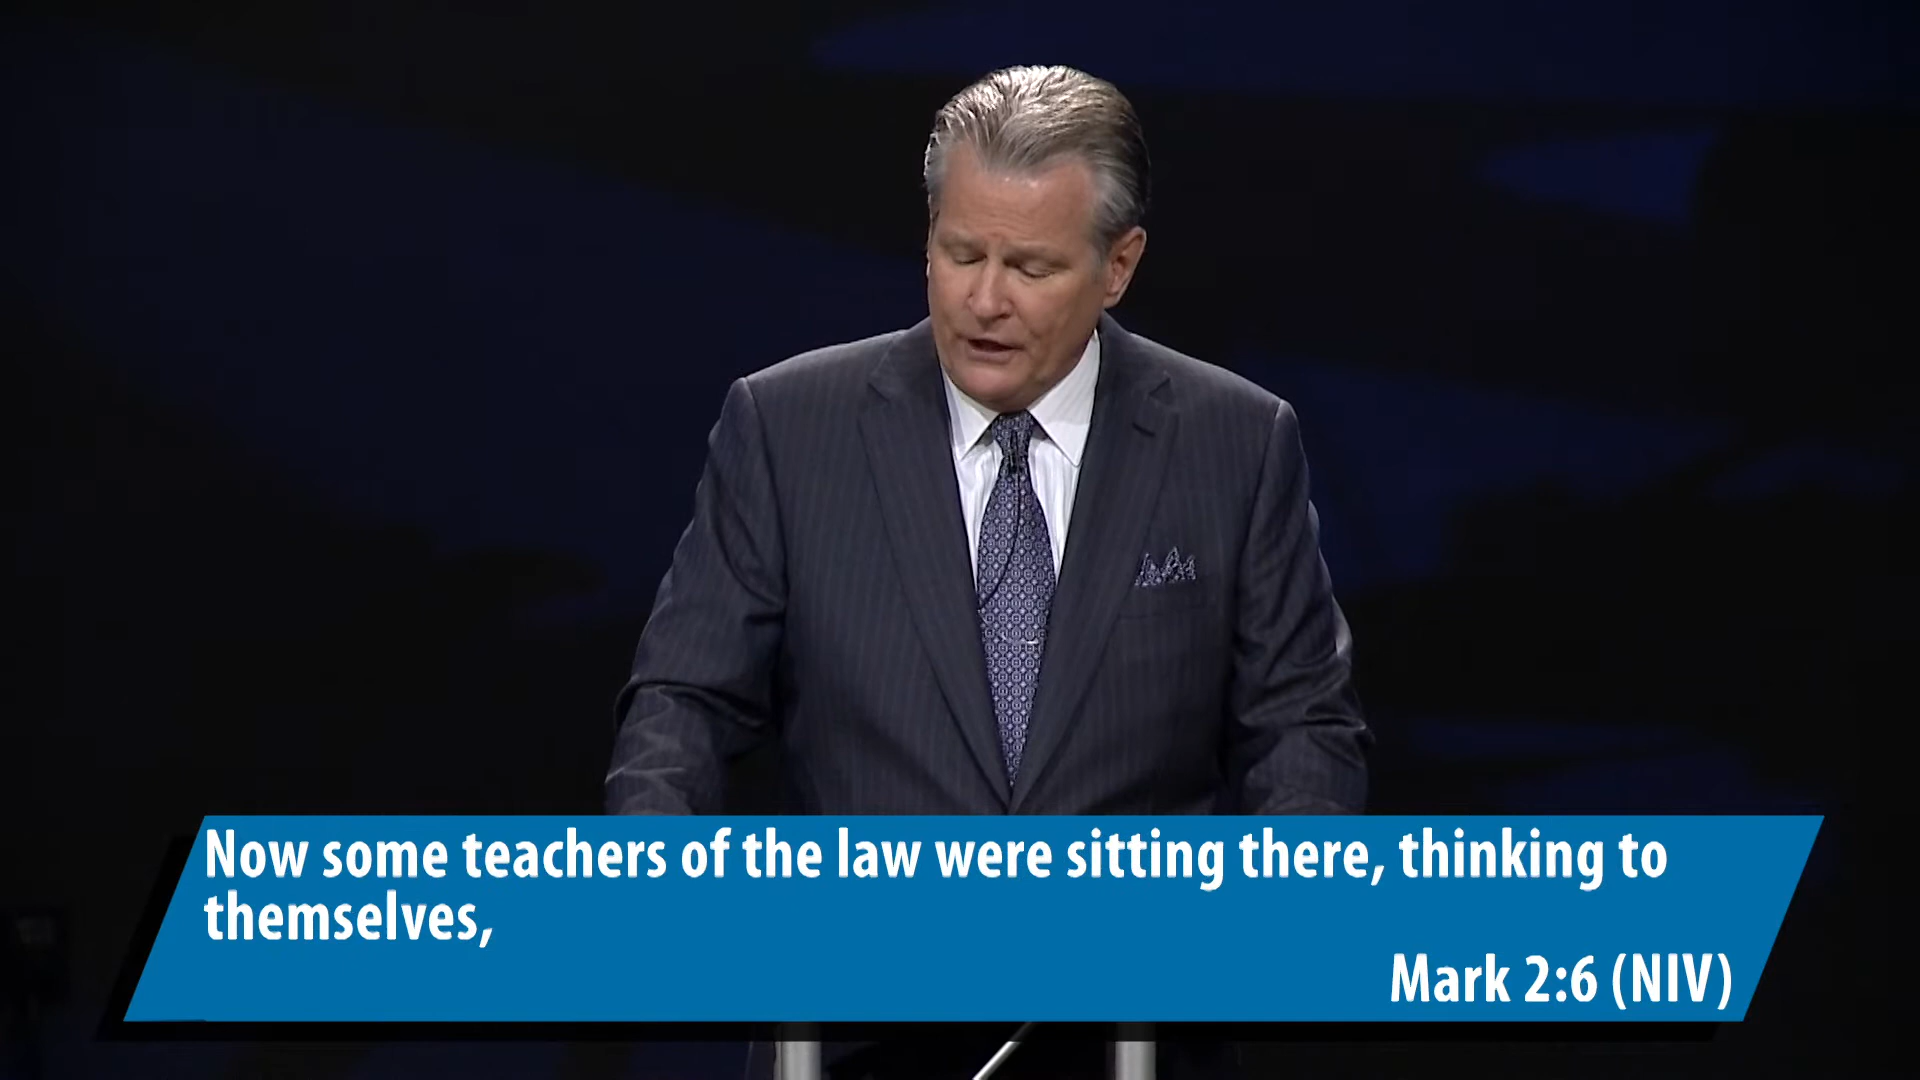 Now some teachers of the law were sitting there, thinking to
themselves,
Mark 2:6 (NIV)